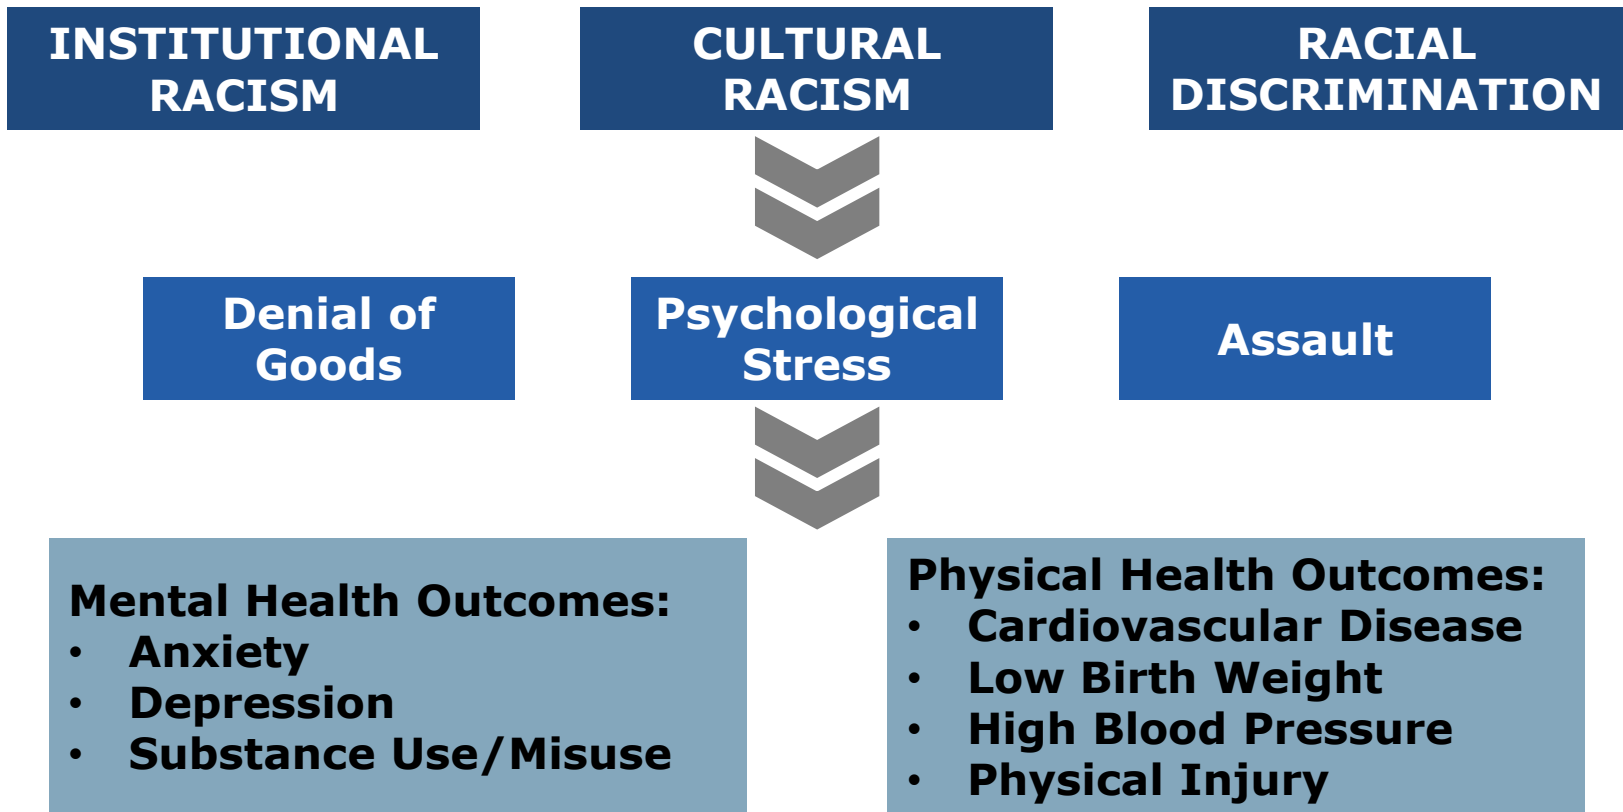 INSTITUTIONAL
RACISM
CULTURAL
RACISM
RACIAL
DISCRIMINATION
Denial of
Goods
Psychological
Stress
Assault
Mental Health Outcomes:
• Anxiety
• Depression
• Substance Use/Misuse
Physical Health Outcomes:
• Cardiovascular Disease
• Low Birth Weight
• High Blood Pressure
• Physical Injury